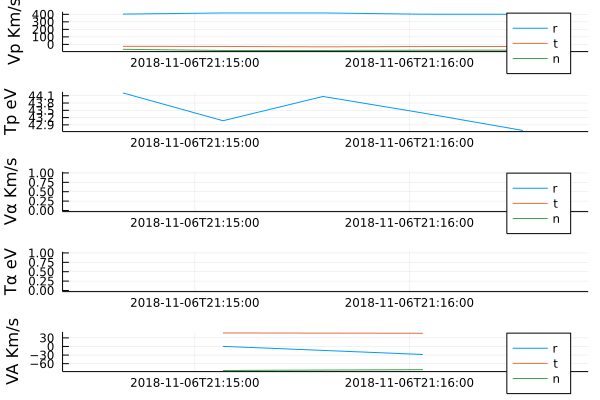 Vp Km/s
400
300
200
100
0
2018-11-06T21:15:00
2018-11-06T21:16:00
r
t
n
Tp eV
44.1
43.8
43.5
43.2
42.9
2018-11-06T21:15:00
2018-11-06T21:16:00
Vα Km/s
1.00
0.75
0.50
0.25
0.00
2018-11-06T21:15:00
2018-11-06T21:16:00
r
t
n
Tα eV
1.00
0.75
0.50
0.25
0.00
2018-11-06T21:15:00
2018-11-06T21:16:00
VA Km/s
30
0
−30
−60
2018-11-06T21:15:00
2018-11-06T21:16:00
r
t
n